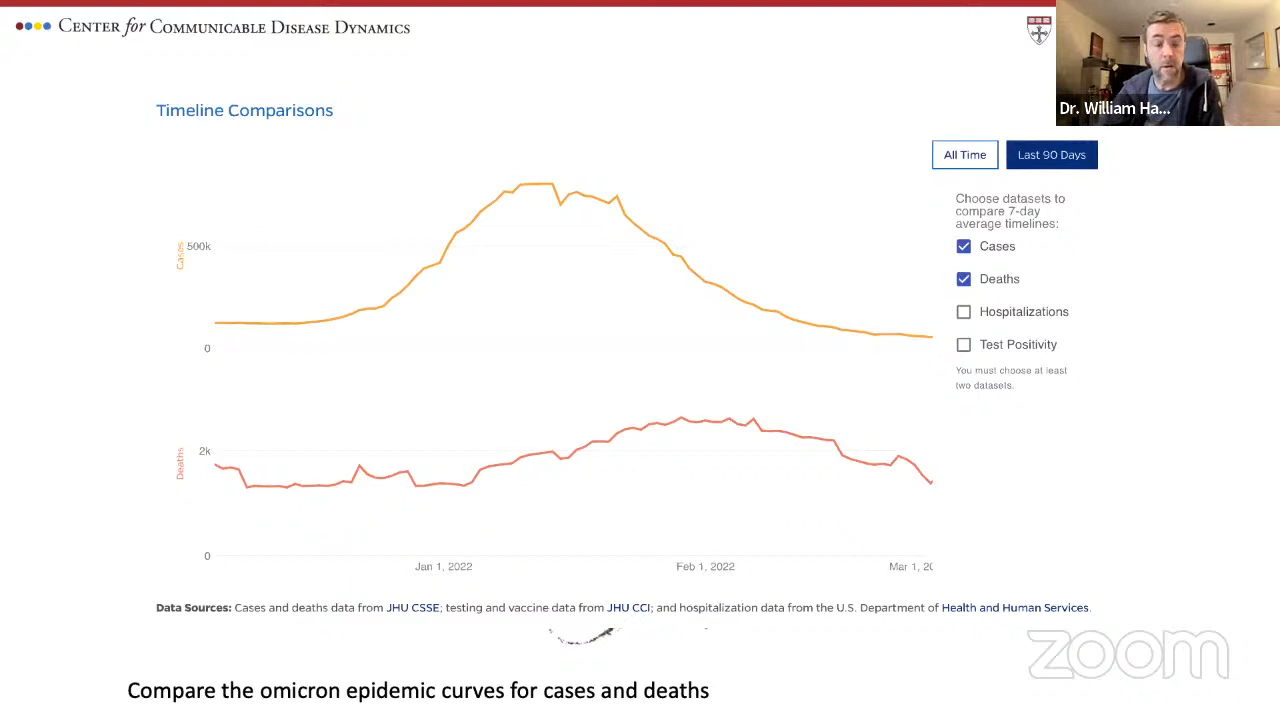 CENTER for COMMUNICABLE DISEASE DYNAMICS
Dr. William Ha...
Timeline Comparisons
All Time
Last 90 Days
Choose datasets to
compare 7-day
average timelines:
Cases
Deaths
Hospitalizations
Test Positivity
You must choose at least
two datasets.
Cases
500k
0
Deaths
2k
0
Jan 1, 2022
Feb 1, 2022
Mar 1, 20
Data Sources: Cases and deaths data from JHU CSSE; testing and vaccine data from JHU CCI; and hospitalization data from the U.S. Department of Health and Human Services.
zoom
Compare the omicron epidemic curves for cases and deaths